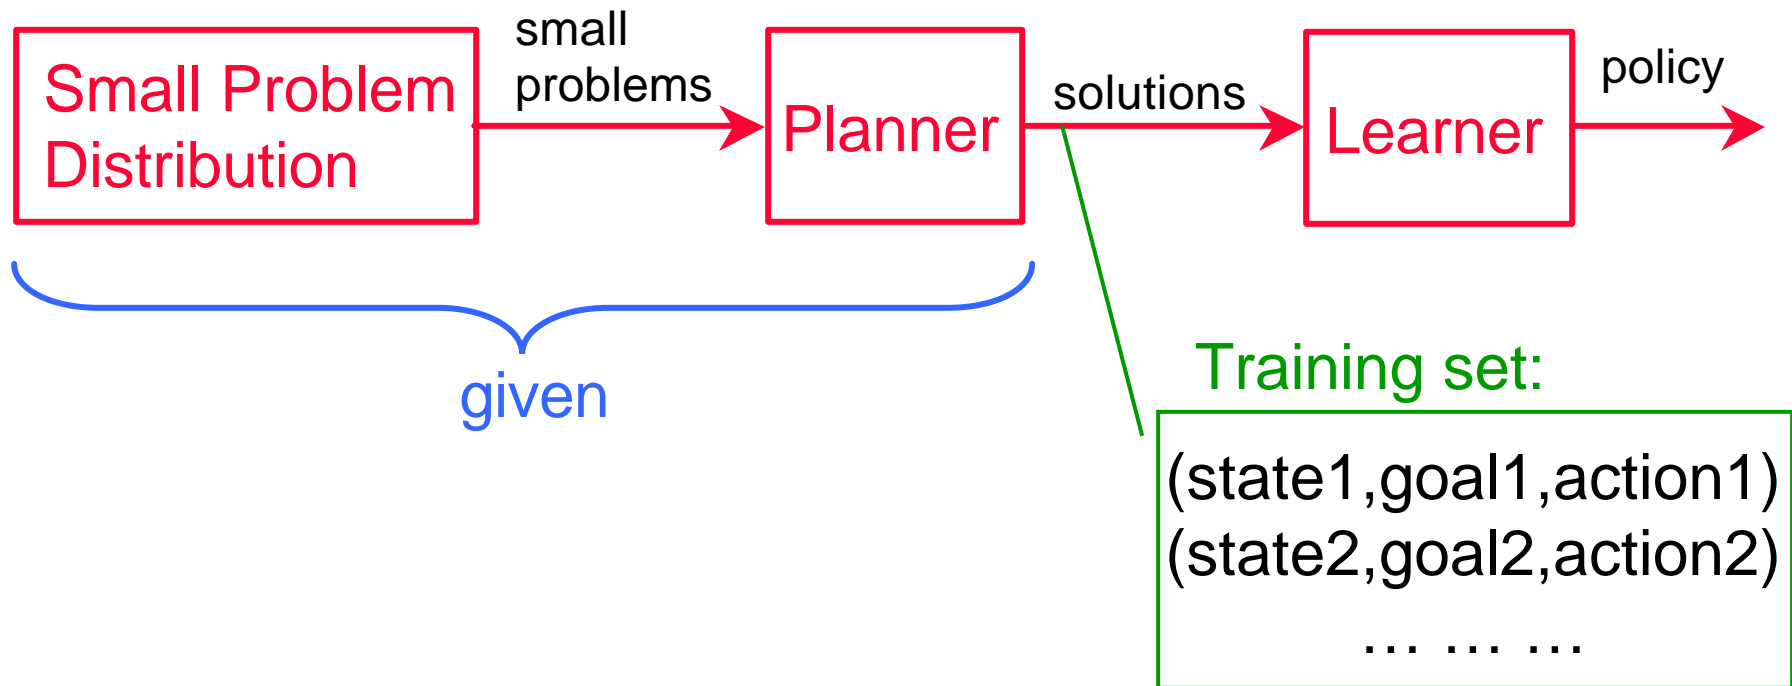 small
problems
Small Problem
Distribution
Planner
solutions
Learner
policy
given
Training set:
(state1,goal1,action1)
(state2,goal2,action2)
… … …